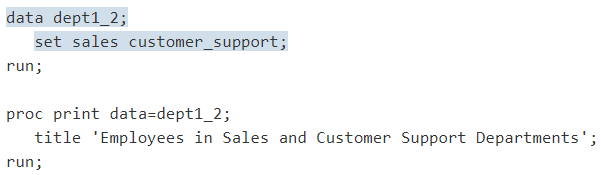 data dept1_2;
   set sales customer_support;
run;

proc print data=dept1_2;
   title 'Employees in Sales and Customer Support Departments';
run;